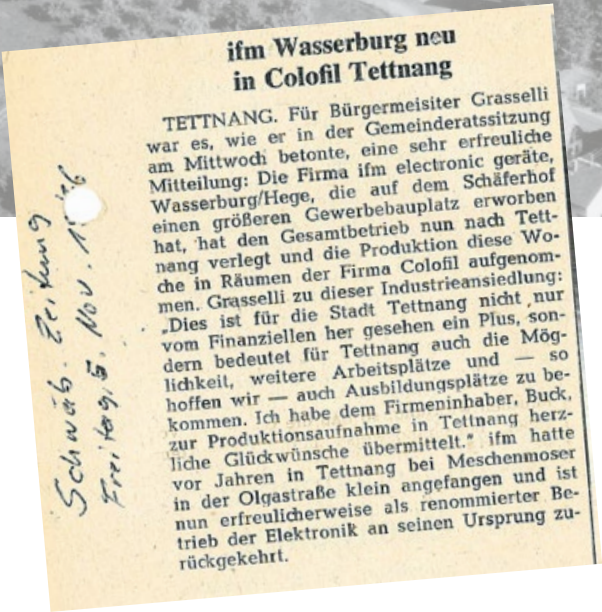 ifm Wasserburg neu
in Colofil Tettnang
TETTNANG. Für Bürgermeisiter Grasselli
war es, wie er in der Gemeinderatssitzung
am Mittwoch betonte, eine sehr erfreuliche
Mitteilung: Die Firma ifm electronic geräte,
Wasserburg/Hege, die auf dem Schäferhof
einen größeren Gewerbebauplatz erworben
hat, hat den Gesamtbetrieb nun nach Tett-
nang verlegt und die Produktion diese Wo-
che in Räumen der Firma Colofil aufgenom-
men. Grasselli zu dieser Industrieansiedlung:
„Dies ist für die Stadt Tettnang nicht nur
vom Finanziellen her gesehen ein Plus, son-
dern bedeutet für Tettnang auch die Mög-
lichkeit, weitere Arbeitsplätze und — so
hoffen wir — auch Ausbildungsplätze zu be-
kommen. Ich habe dem Firmeninhaber, Buck,
zur Produktionsaufnahme in Tettnang herz-
liche Glückwünsche übermittelt." ifm hatte
vor Jahren in Tettnang bei Meschenmoser
in der Olgastraße klein angefangen und ist
nun erfreulicherweise als renommierter Be-
trieb der Elektronik an seinen Ursprung zu-
rückgekehrt.
Schwäb. Zeitung
Freitag, 5. Nov.